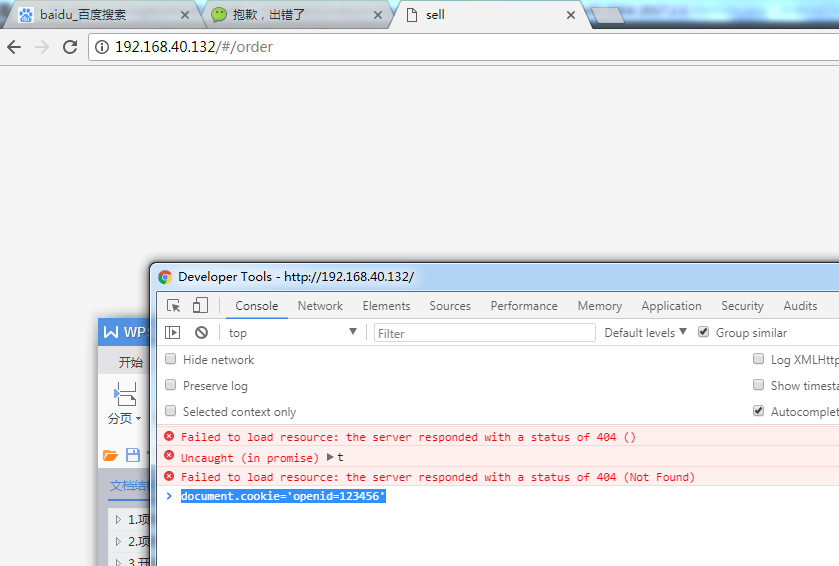 baidu_百度搜索
抱歉，出错了
sell
192.168.40.132/#/order
Developer Tools - http://192.168.40.132/
Console Network Elements Sources Performance Memory Application Security Audits
top Filter Default levels Group similar
Hide network Log XMLHttp
Preserve log Show timesta
Selected context only Autocomplet
Failed to load resource: the server responded with a status of 404 ()
Uncaught (in promise) t
Failed to load resource: the server responded with a status of 404 (Not Found)
document.cookie='openid=123456'
WP
开始
分页
文档结
1.项
2.项
3.开